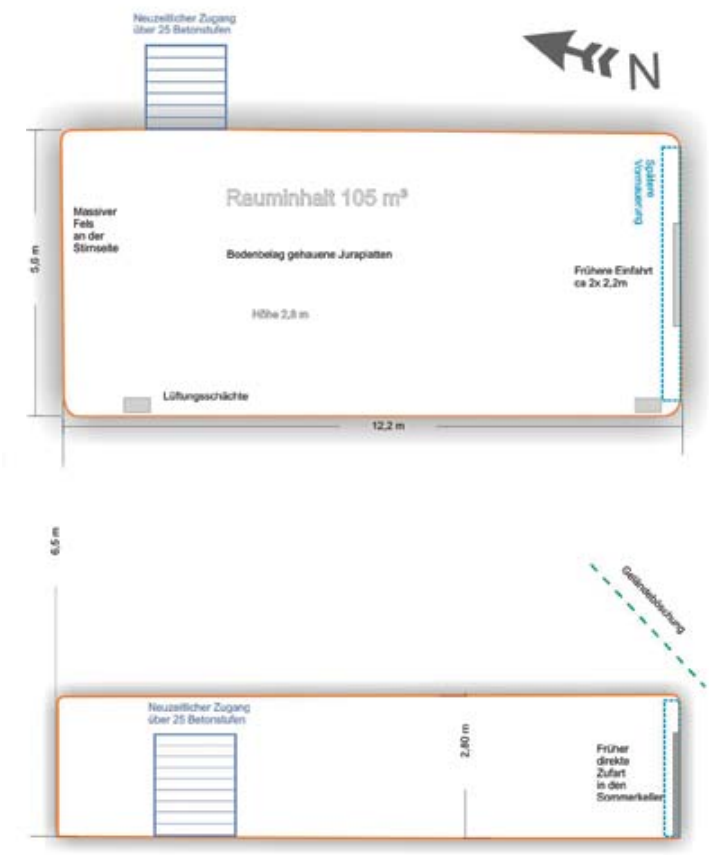 Neuzeitlicher Zugang
über 25 Betonstufen
N
Rauminhalt 105 m³
Spätere
Vormauerung
Massiver
Fels
an der
Stirnseite
5,6 m
Bodenbelag gehauene Juraplatten
Frühere Einfahrt
ca 2x 2,2m
Höhe 2,8 m
Lüftungsschächte
12,2 m
6,5 m
Geländeböschung
Neuzeitlicher Zugang
über 25 Betonstufen
2,80 m
Früher
direkte
Zufart
in den
Sommerkeller